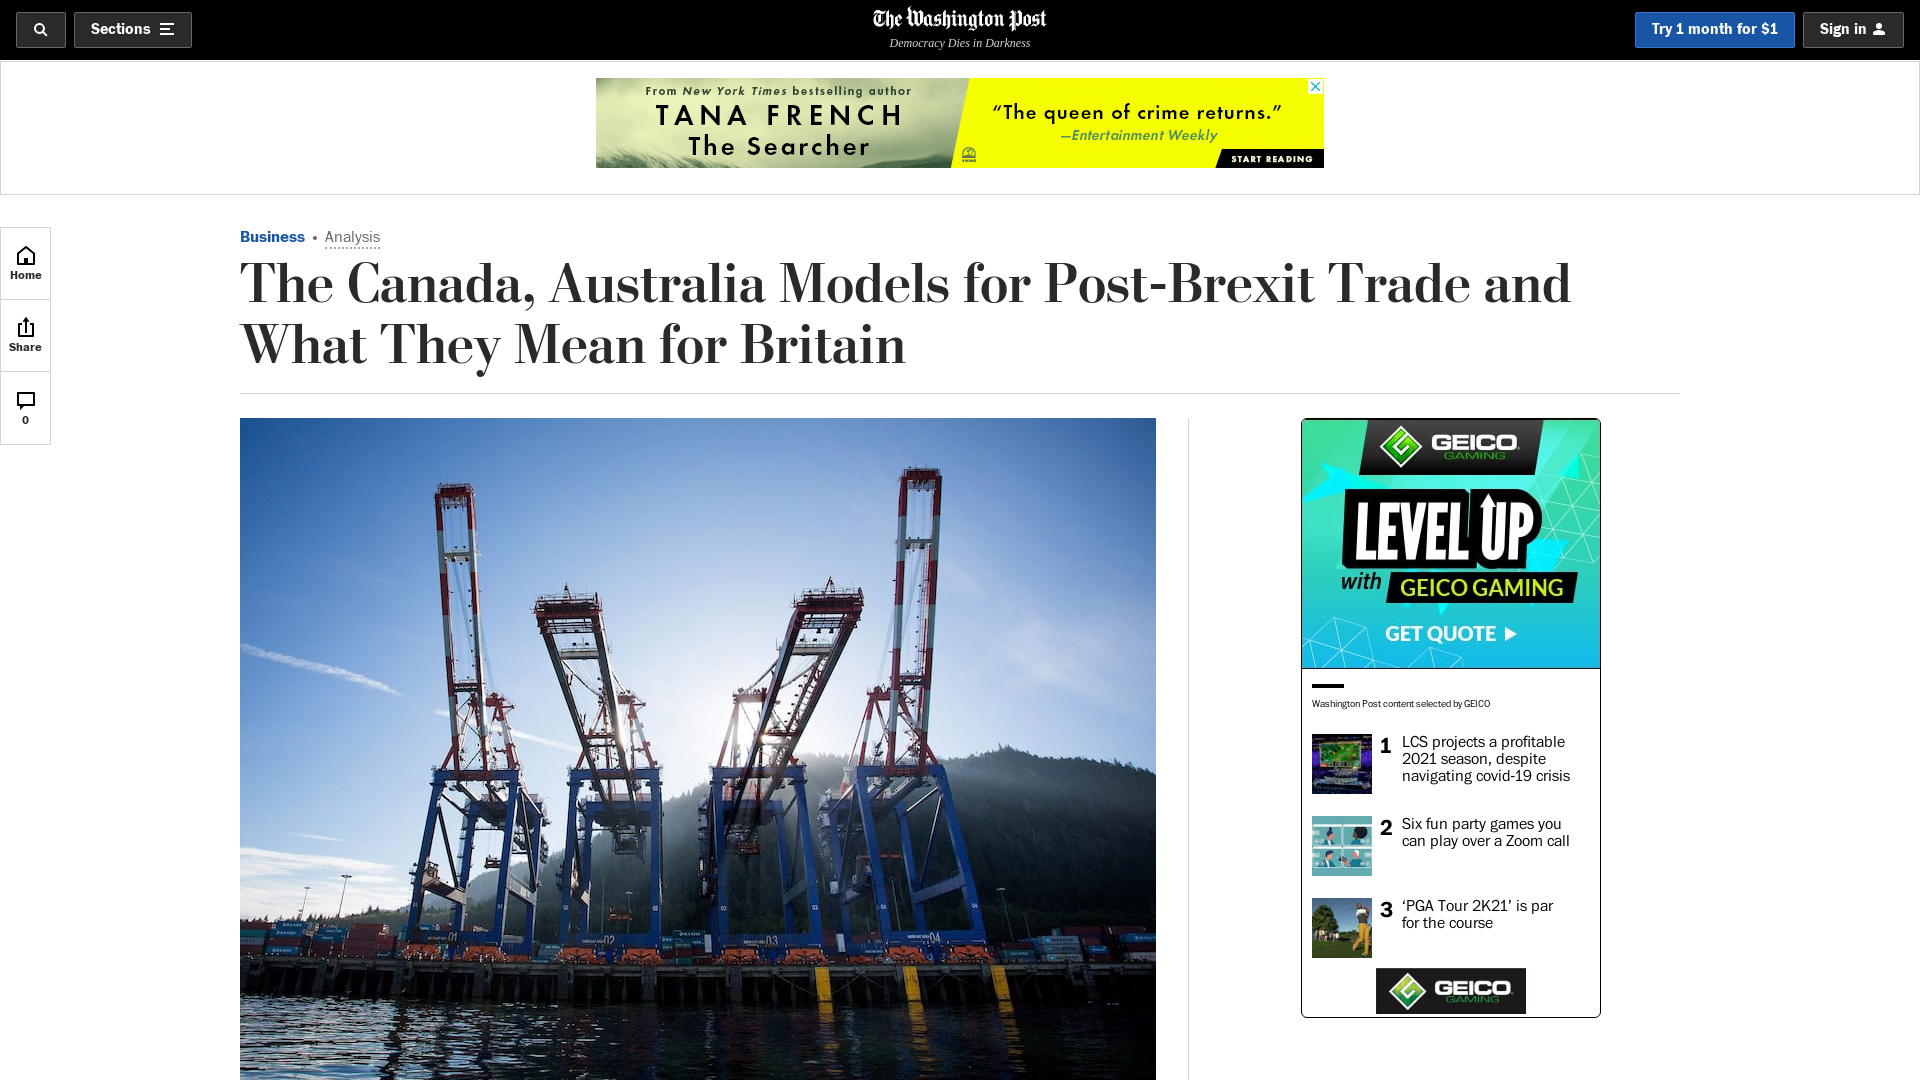 Sections
The Washington Post
Democracy Dies in Darkness
Try 1 month for $1
Sign in
From New York Times bestselling author
TANA FRENCH
The Searcher
“The queen of crime returns.”
—Entertainment Weekly
START READING
Home
Share
0
Business • Analysis
The Canada, Australia Models for Post-Brexit Trade and
What They Mean for Britain
01
02
03
04
GEICO
GAMING
LEVEL UP
with GEICO GAMING
GET QUOTE
Washington Post content selected by GEICO
1 LCS projects a profitable
2021 season, despite
navigating covid-19 crisis
2 Six fun party games you
can play over a Zoom call
3 ‘PGA Tour 2K21’ is par
for the course
GEICO
GAMING